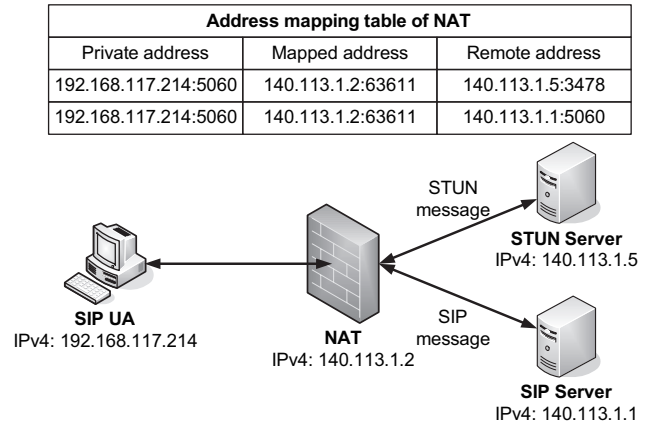 Address mapping table of NAT
Private address Mapped address Remote address
192.168.117.214:5060 140.113.1.2:63611 140.113.1.5:3478
192.168.117.214:5060 140.113.1.2:63611 140.113.1.1:5060
STUN
message
STUN Server
IPv4: 140.113.1.5
SIP UA
IPv4: 192.168.117.214
NAT
IPv4: 140.113.1.2
SIP
message
SIP Server
IPv4: 140.113.1.1